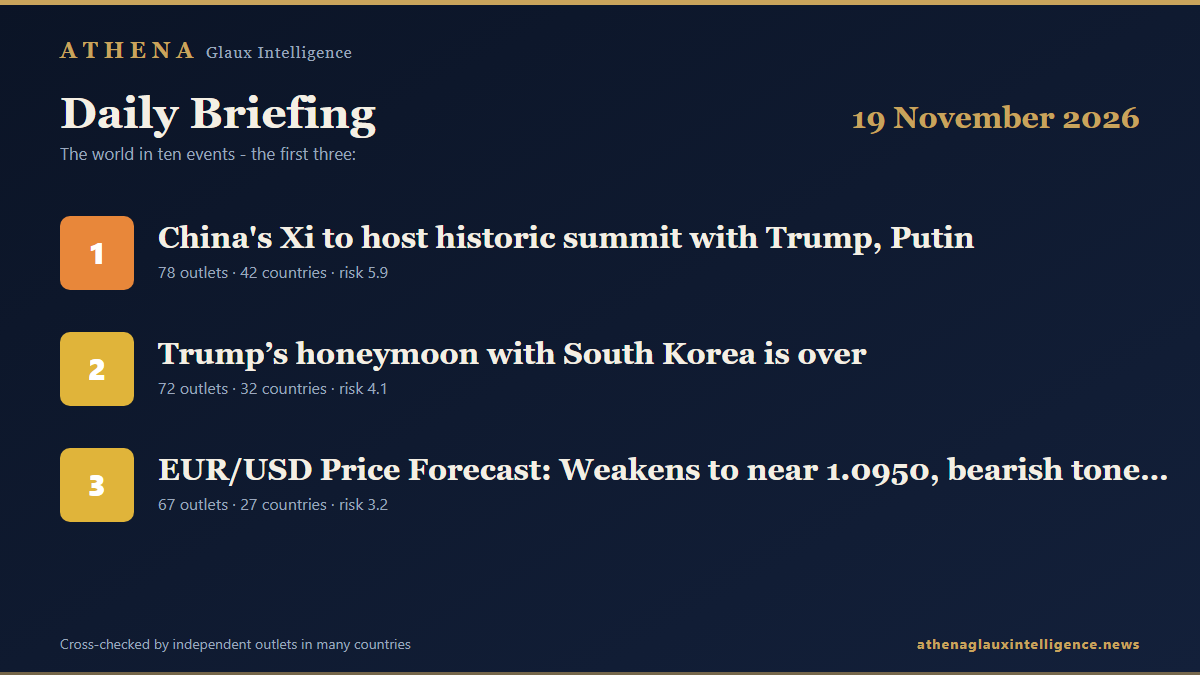 ATHENA Glaux Intelligence
Daily Briefing
19 November 2026
The world in ten events - the first three:
1
China's Xi to host historic summit with Trump, Putin
78 outlets · 42 countries · risk 5.9
2
Trump’s honeymoon with South Korea is over
72 outlets · 32 countries · risk 4.1
3
EUR/USD Price Forecast: Weakens to near 1.0950, bearish tone...
67 outlets · 27 countries · risk 3.2
Cross-checked by independent outlets in many countries
athenaglauxintelligence.news